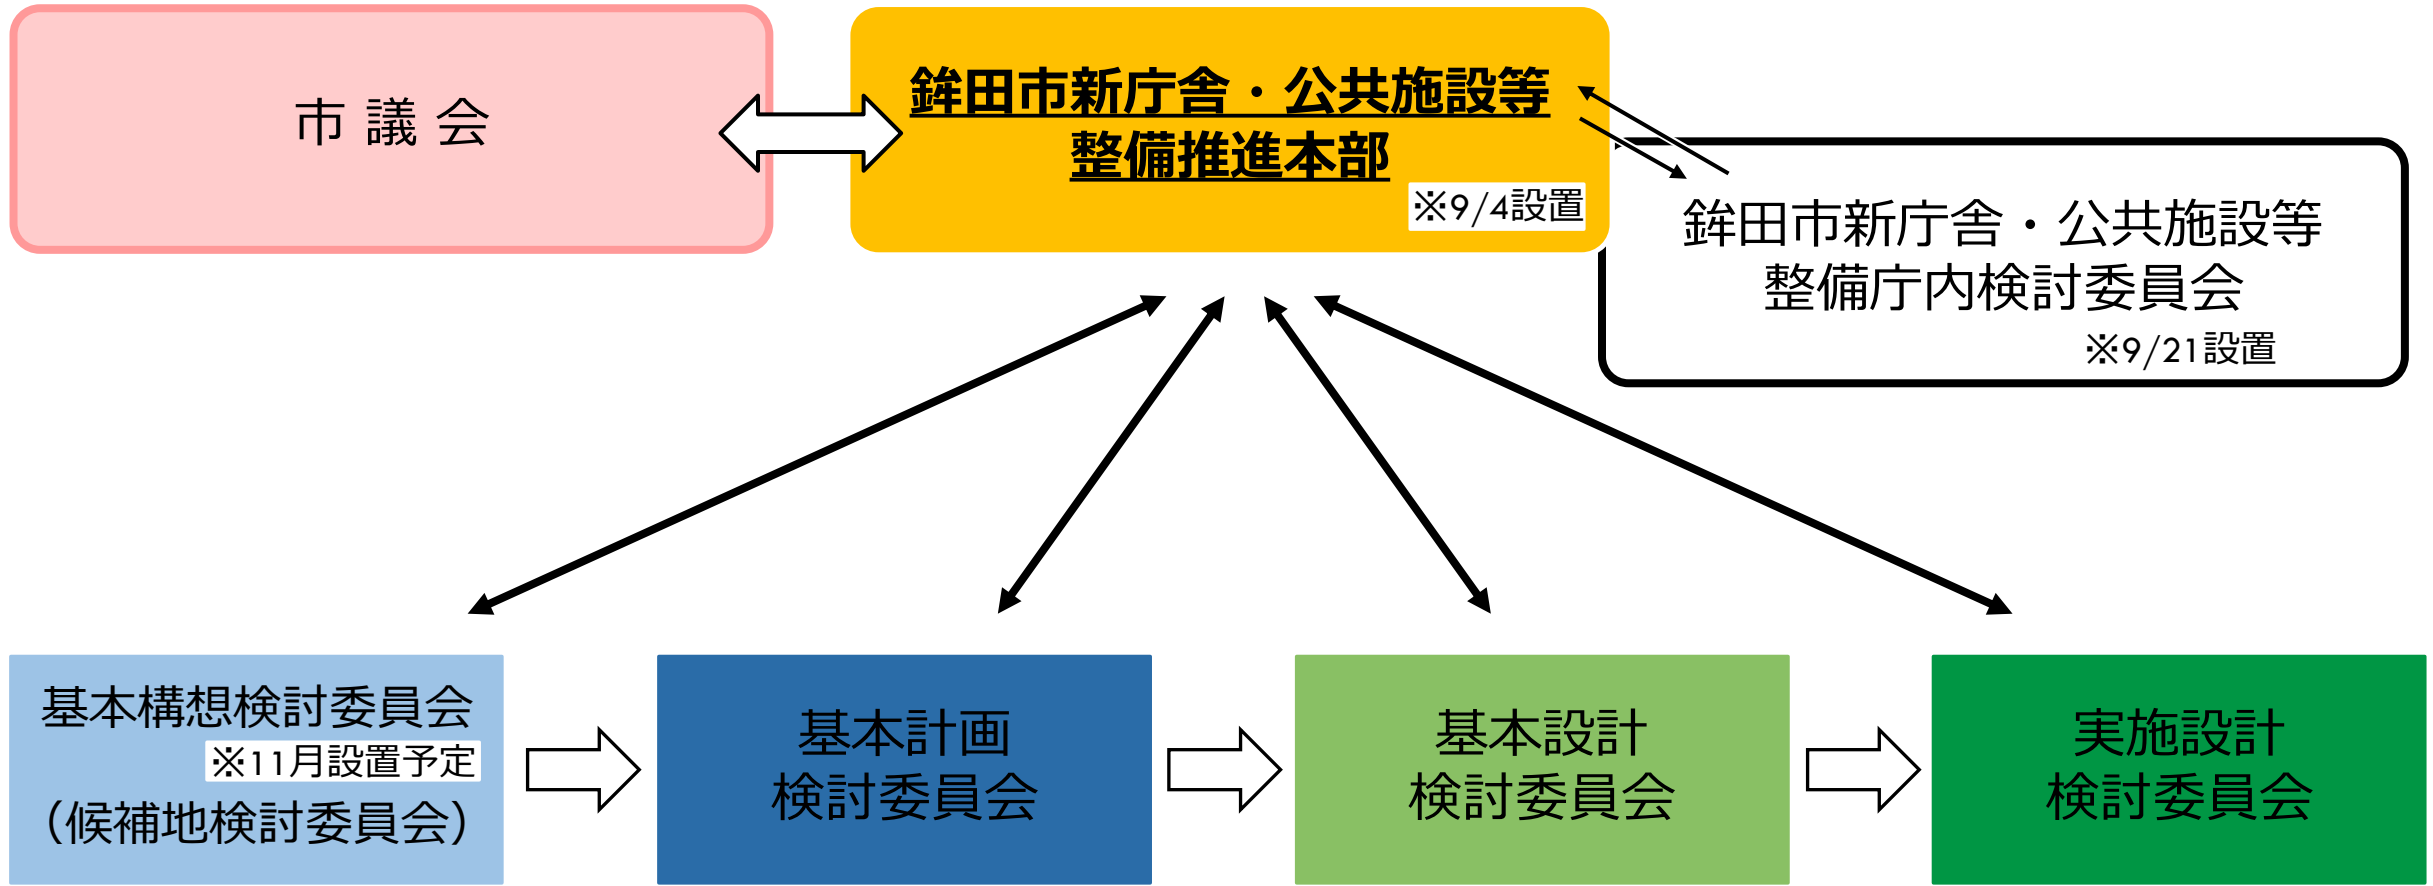 市 議 会
鉾田市新庁舎・公共施設等
整備推進本部
※9/4設置
鉾田市新庁舎・公共施設等
整備庁内検討委員会
※9/21設置
基本構想検討委員会
※11月設置予定
（候補地検討委員会）
基本計画
検討委員会
基本設計
検討委員会
実施設計
検討委員会